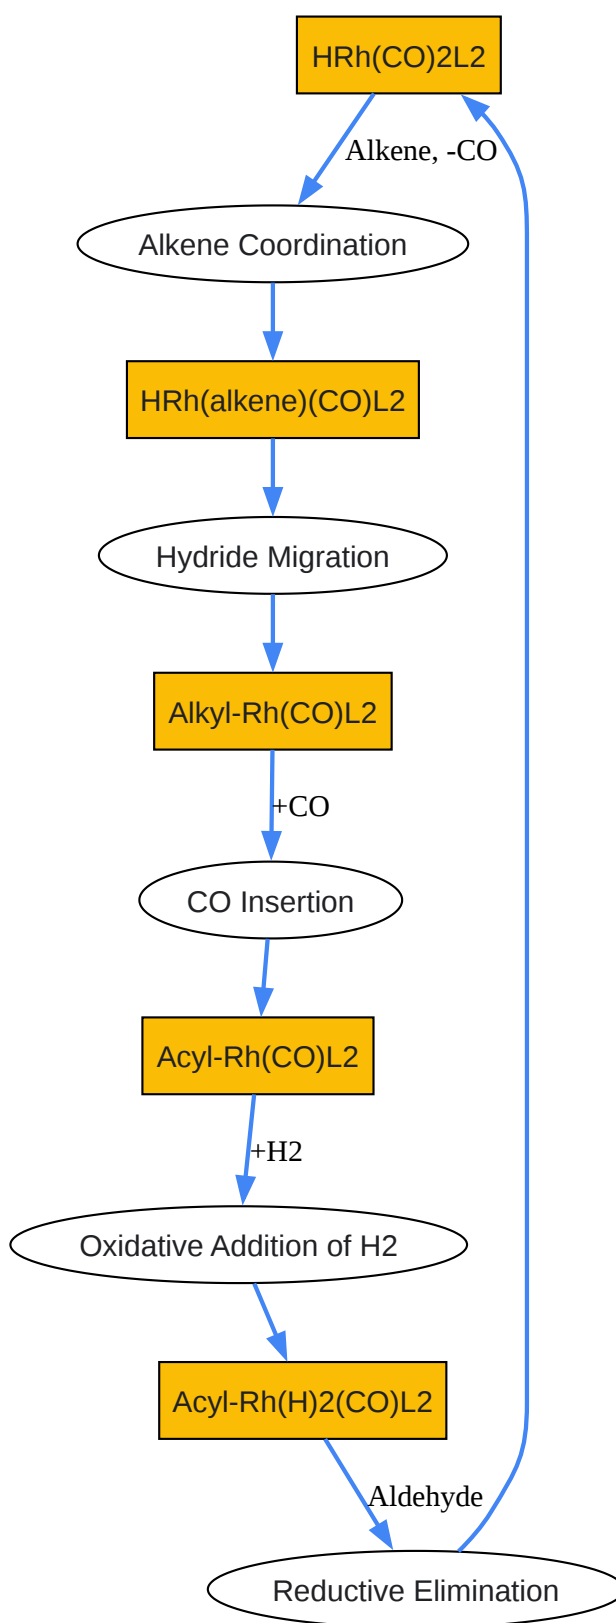 HRh(CO)2L2
Alkene, -CO
Alkene Coordination
HRh(alkene)(CO)L2
Hydride Migration
Alkyl-Rh(CO)L2
+CO
CO Insertion
Acyl-Rh(CO)L2
+H2
Oxidative Addition of H2
Acyl-Rh(H)2(CO)L2
Aldehyde
Reductive Elimination